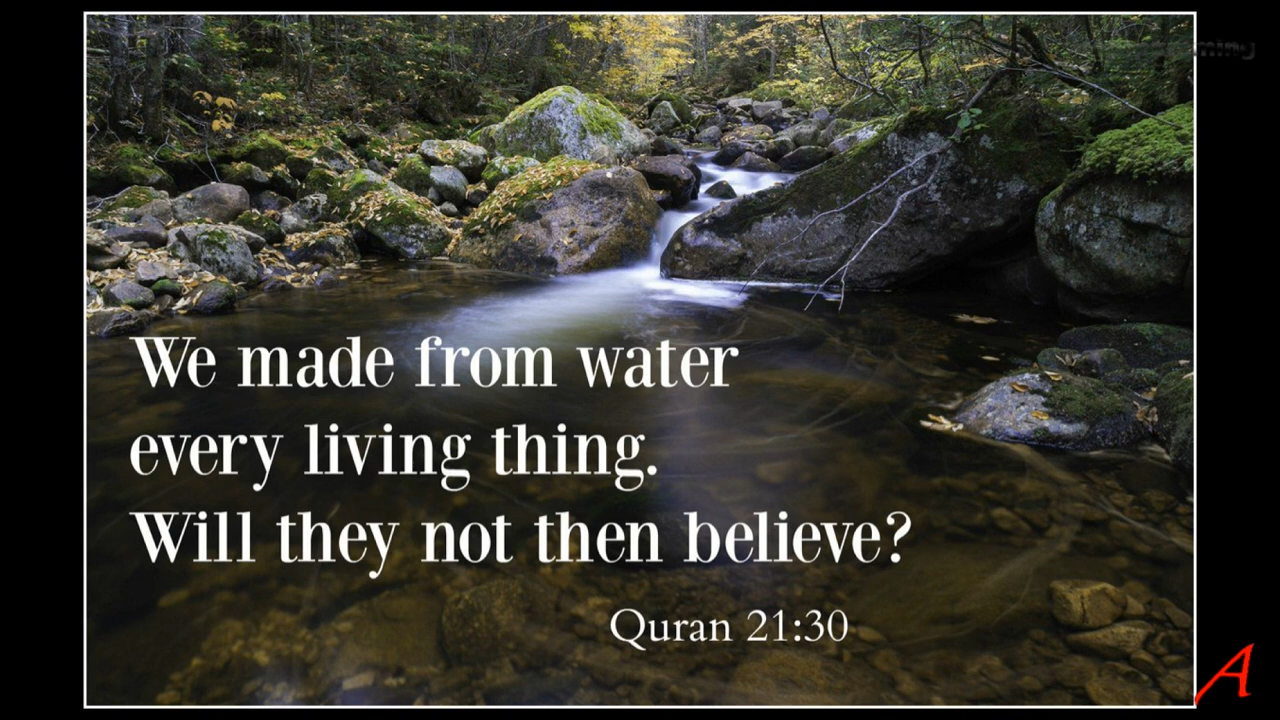 We made from water
every living thing.
Will they not then believe?
Quran 21:30
A